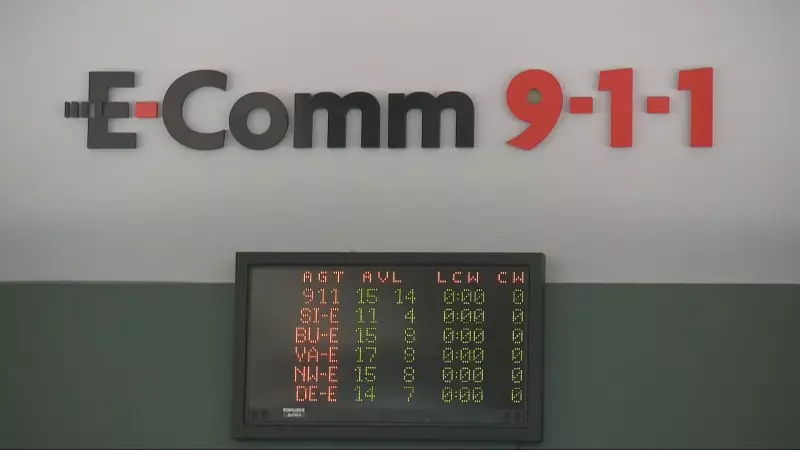 E-Comm 9-1-1
AGT AVL LCW CW
911 15 14 0:00 0
SI-E 11 4 0:00 0
BU-E 15 8 0:00 0
VA-E 17 8 0:00 0
NW-E 15 8 0:00 0
DE-E 14 7 0:00 0